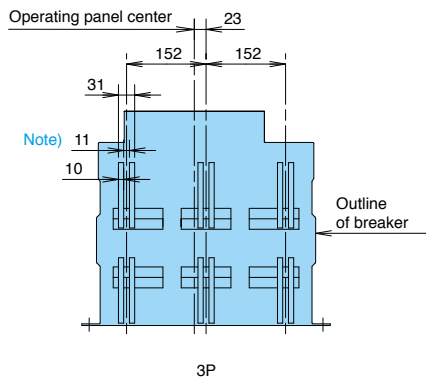 Operating panel center
23
152
152
31
Note)
11
10
Outline
of breaker
3P